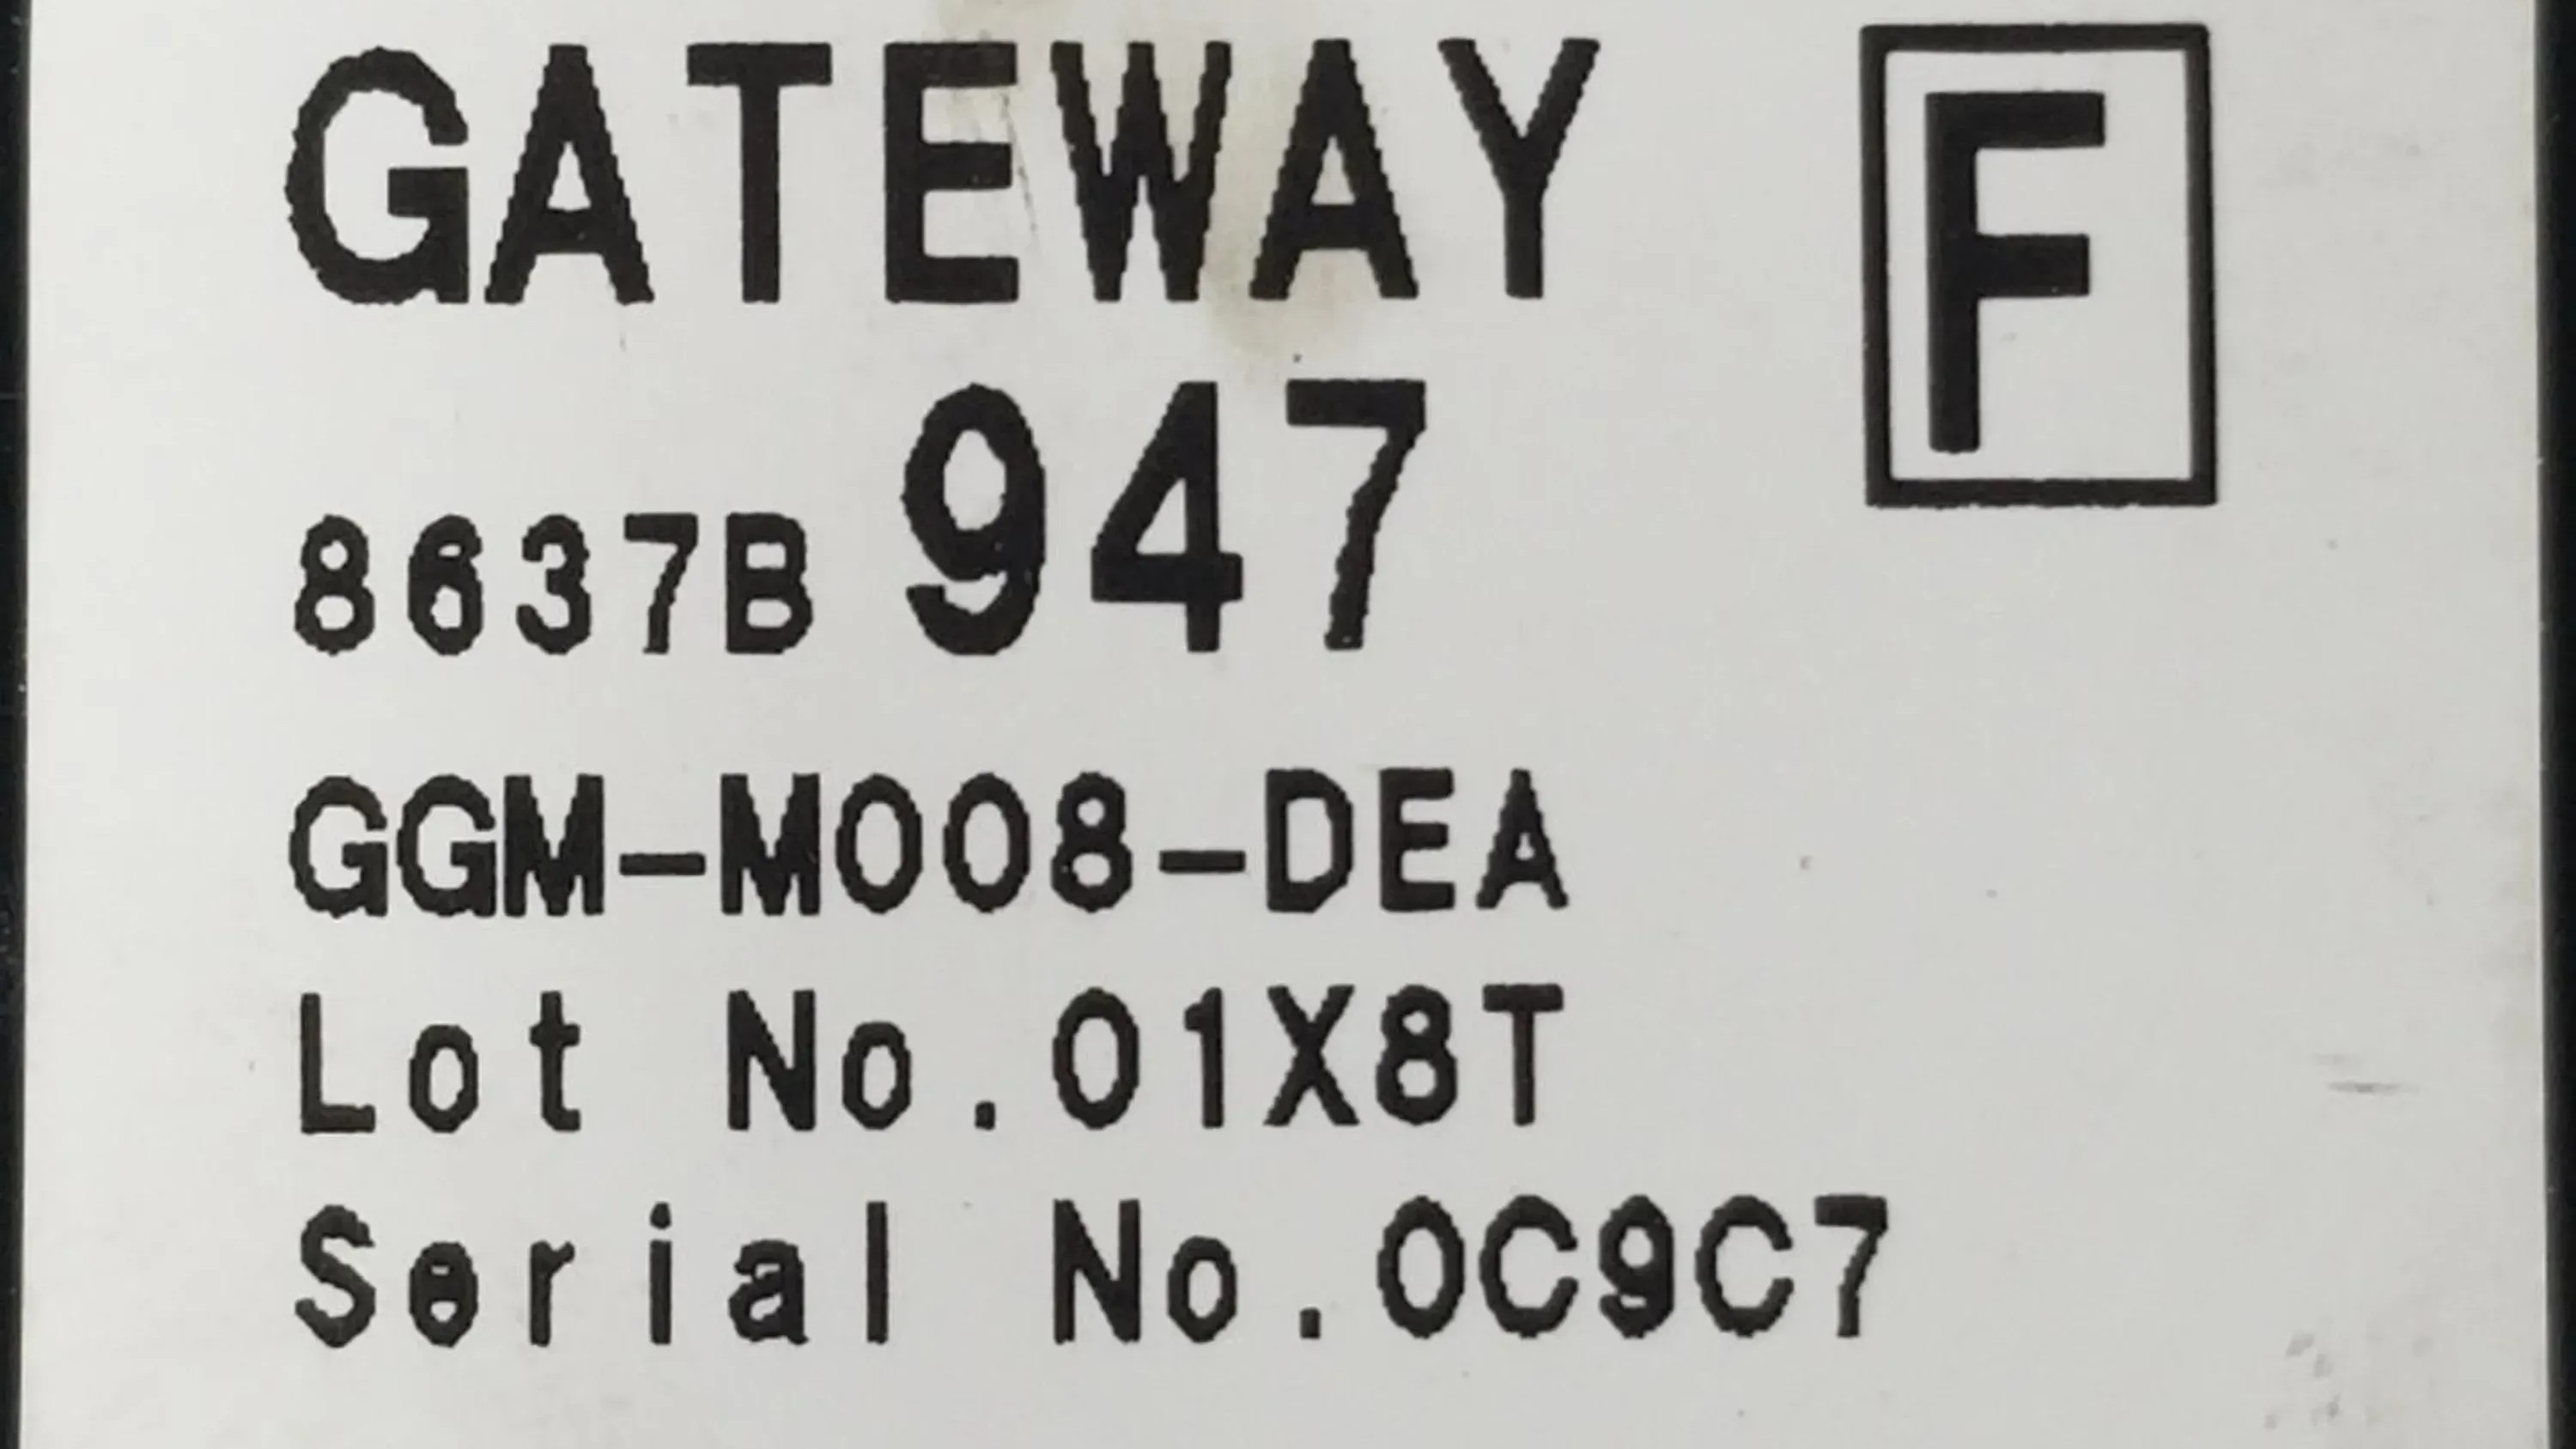 GATEWAY F
8637B 947
GGM-M008-DEA
Lot No.01X8T
Serial No.0C9C7